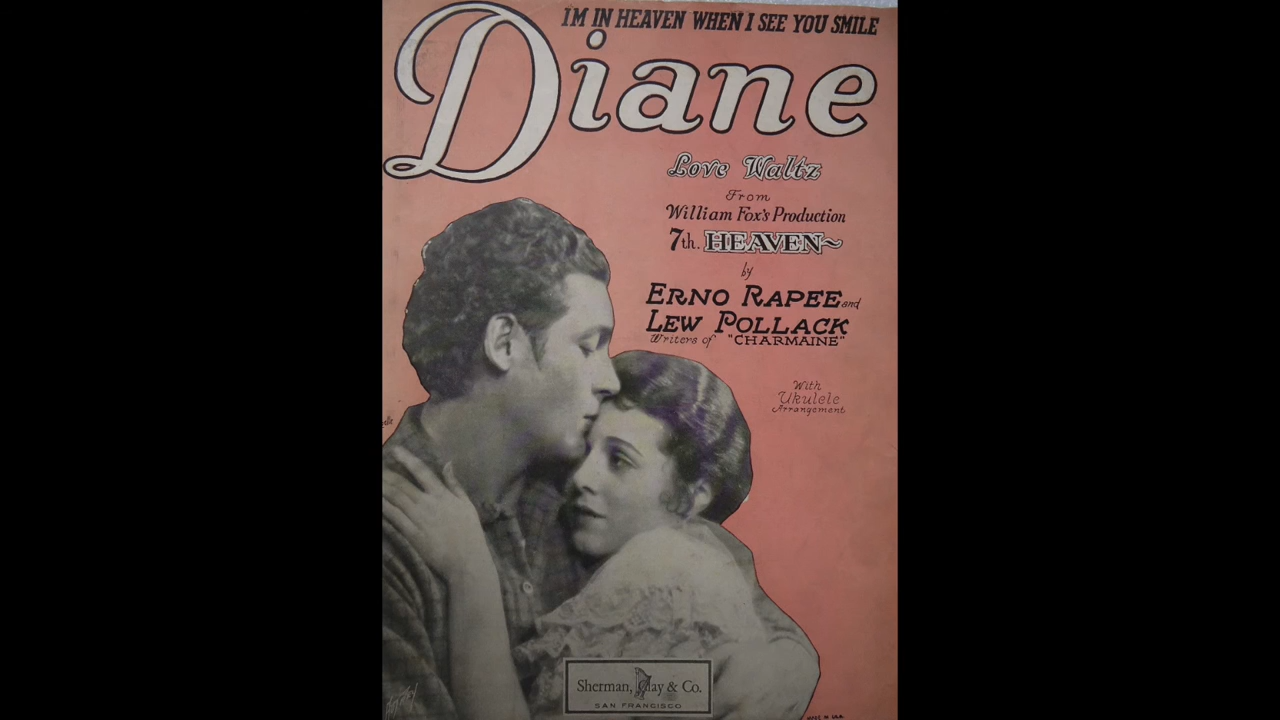 I'M IN HEAVEN WHEN I SEE YOU SMILE
Diane
Love Waltz
From
William Fox's Production
7th. HEAVEN~
by
ERNO RAPEE and
LEW POLLACK
Writers of "CHARMAINE"
With
Ukulele
Arrangement
Sherman, Clay & Co.
SAN FRANCISCO